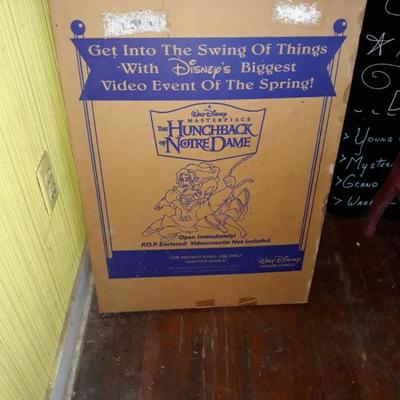 Get Into The Swing Of Things
With Disney's Biggest
Video Event Of The Spring!
A
Walt Disney
MASTERPIECE
THE HUNCHBACK
OF NOTRE DAME
Open Immediately!
P.O.P. Enclosed! Videocassette Not Included.
FOR PROMOTIONAL USE ONLY
NOT FOR RESALE
WALT DISNEY
HOME VIDEO
> YOUNG
> MYSTERI
> GRAND
> WAR